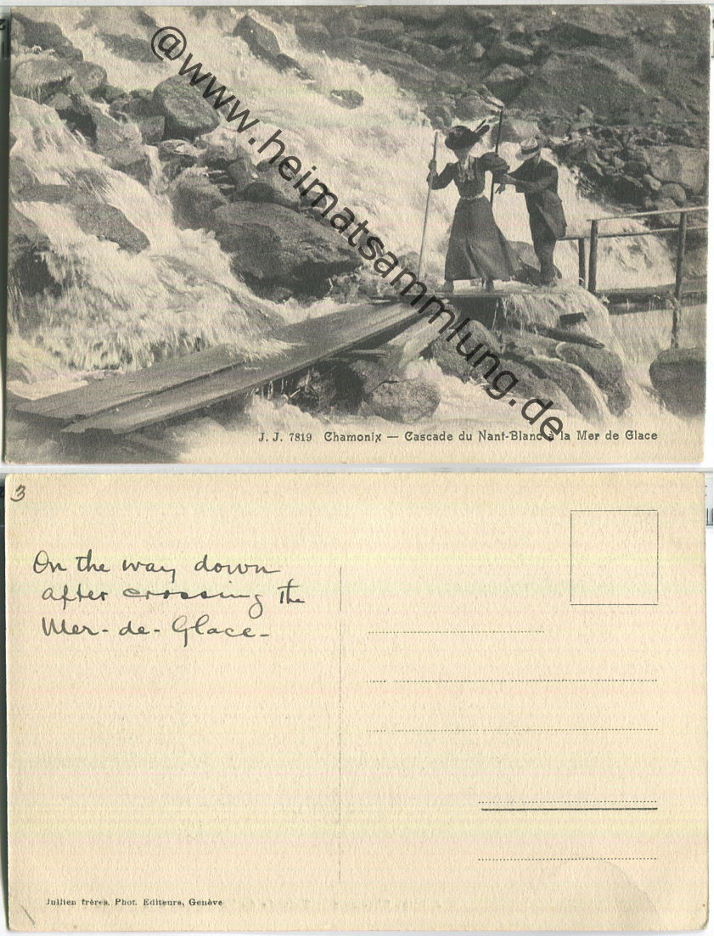 @www.heimatsammlung.de
J. J. 7819 Chamonix — Cascade du Nant-Blanc à la Mer de Glace
3
On the way down
after crossing the
Mer-de-Glace-
Jullien frères, Phot. Editeurs, Genève